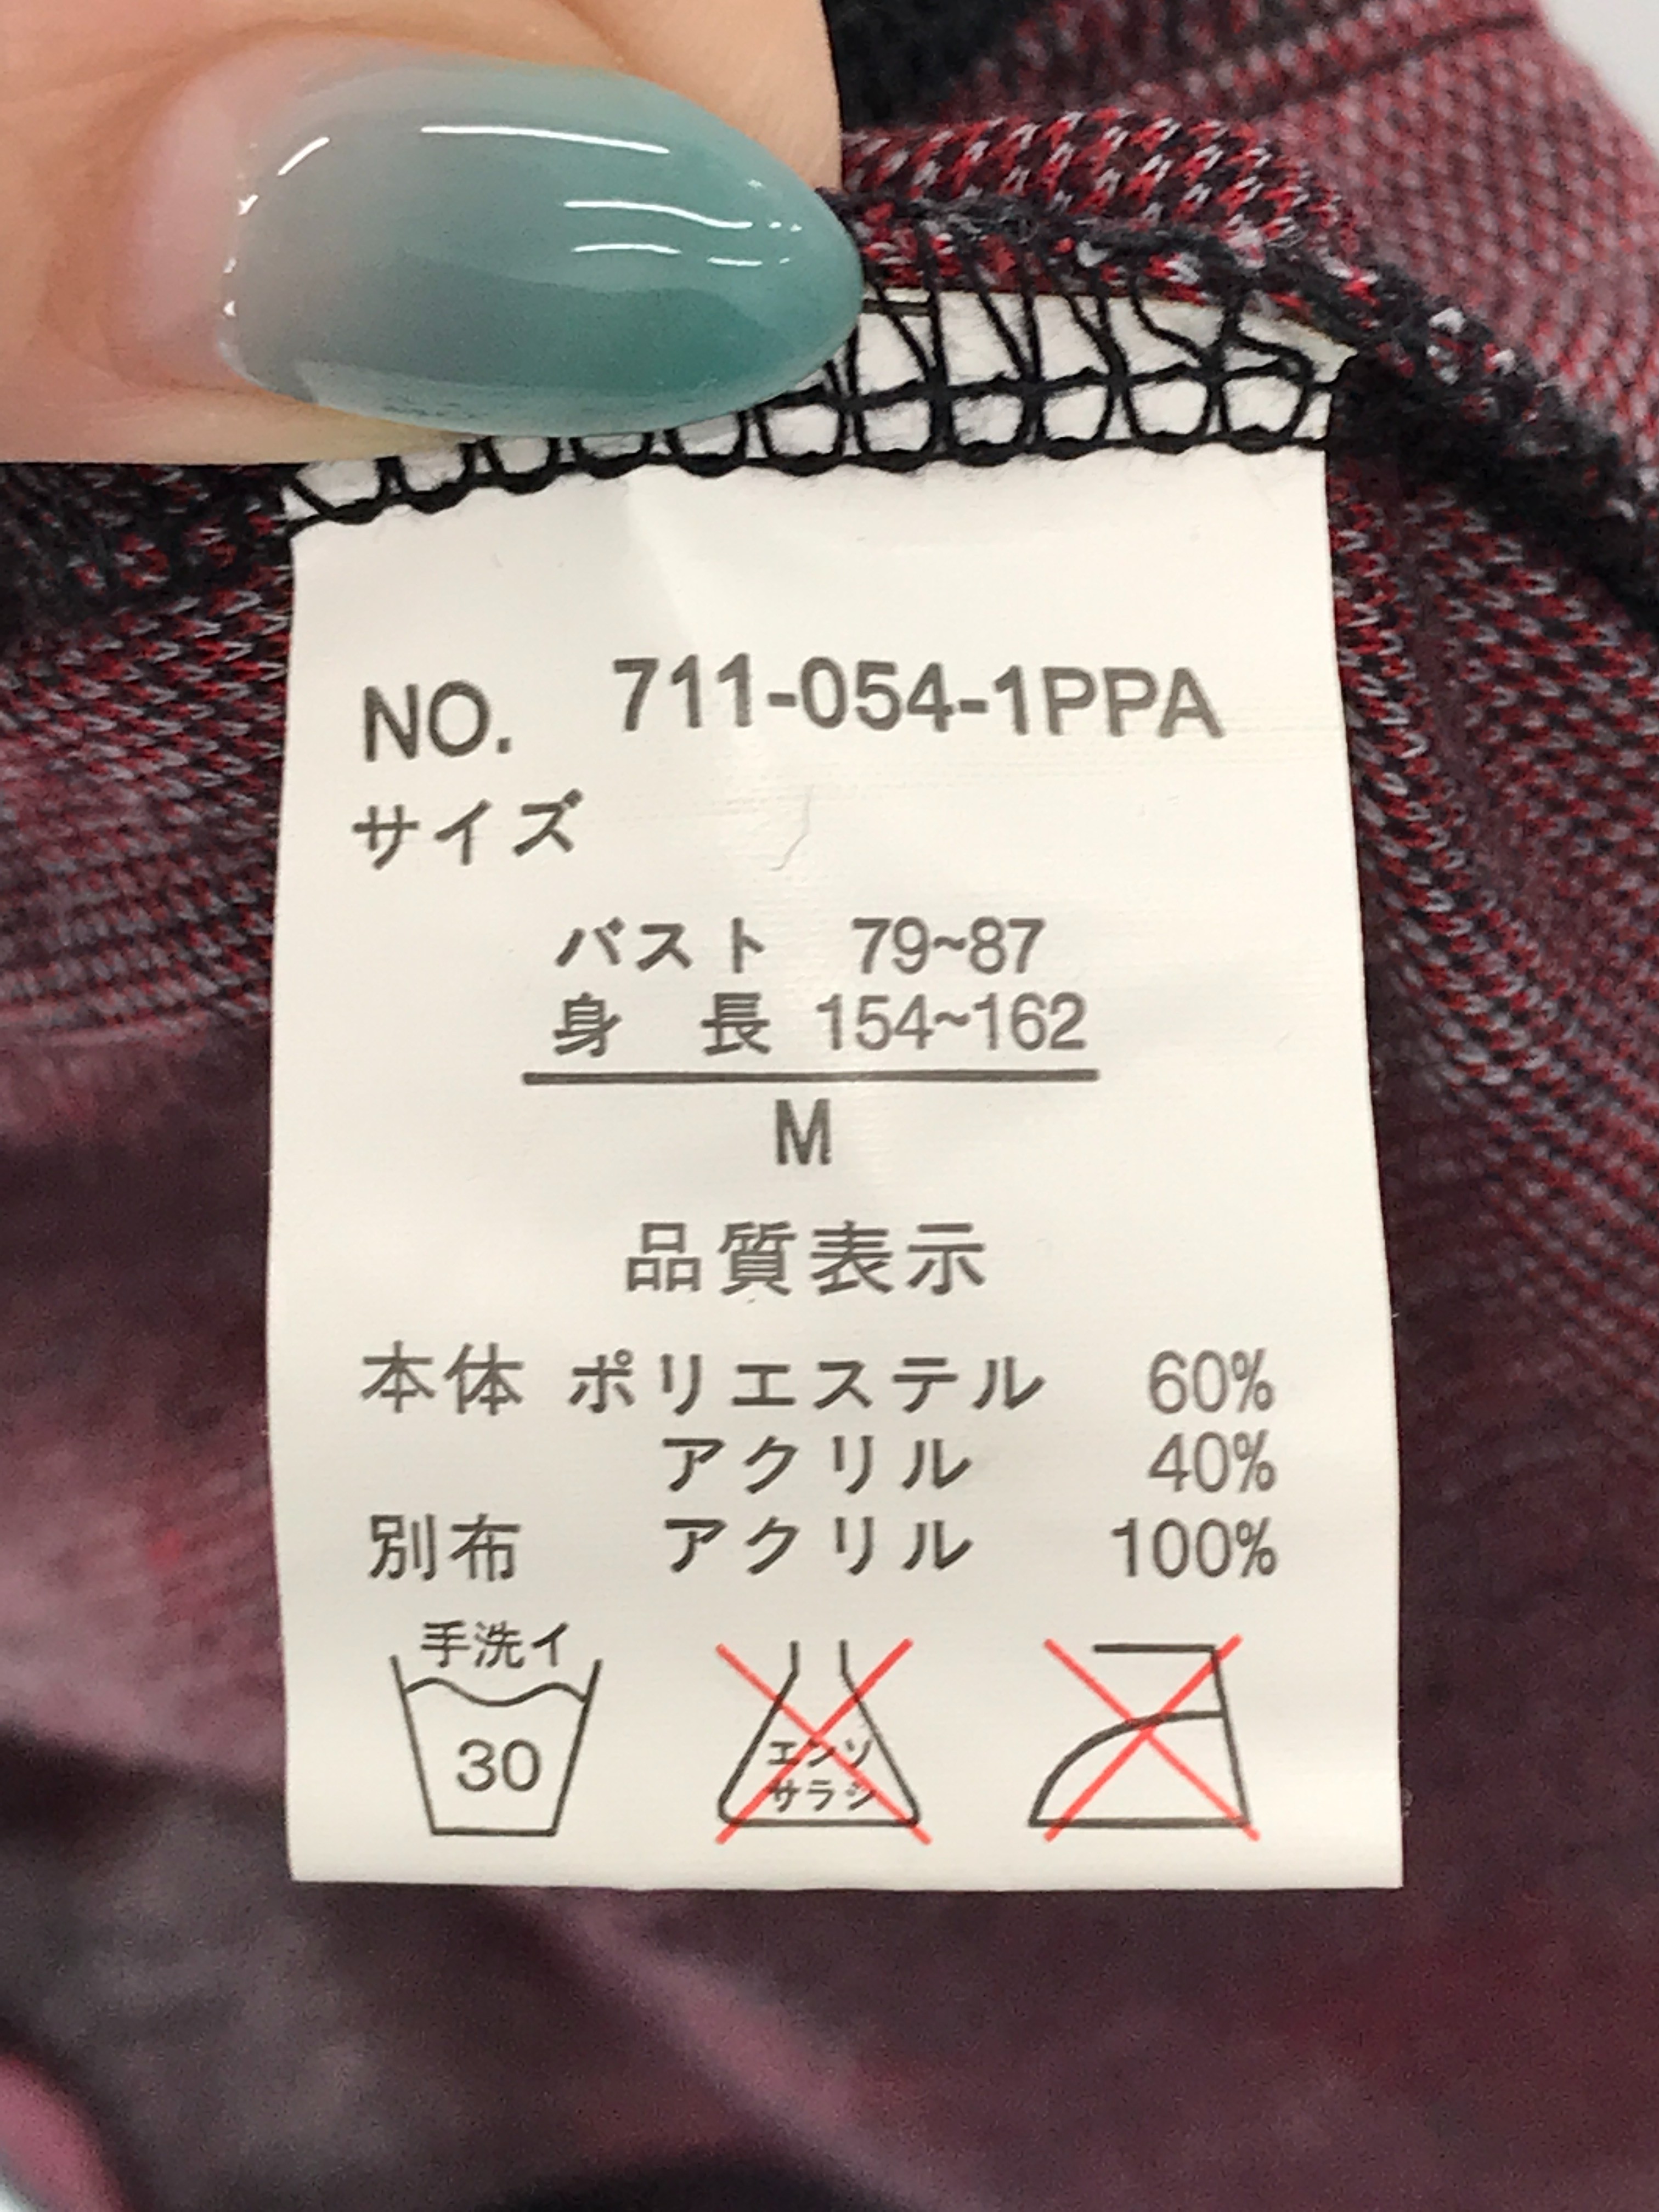 NO. 711-054-1PPA
サイズ
バスト 79~87
身長 154~162
M
品質表示
本体 ポリエステル 60%
アクリル 40%
別布 アクリル 100%
手洗イ
30
エンソ
サラシ